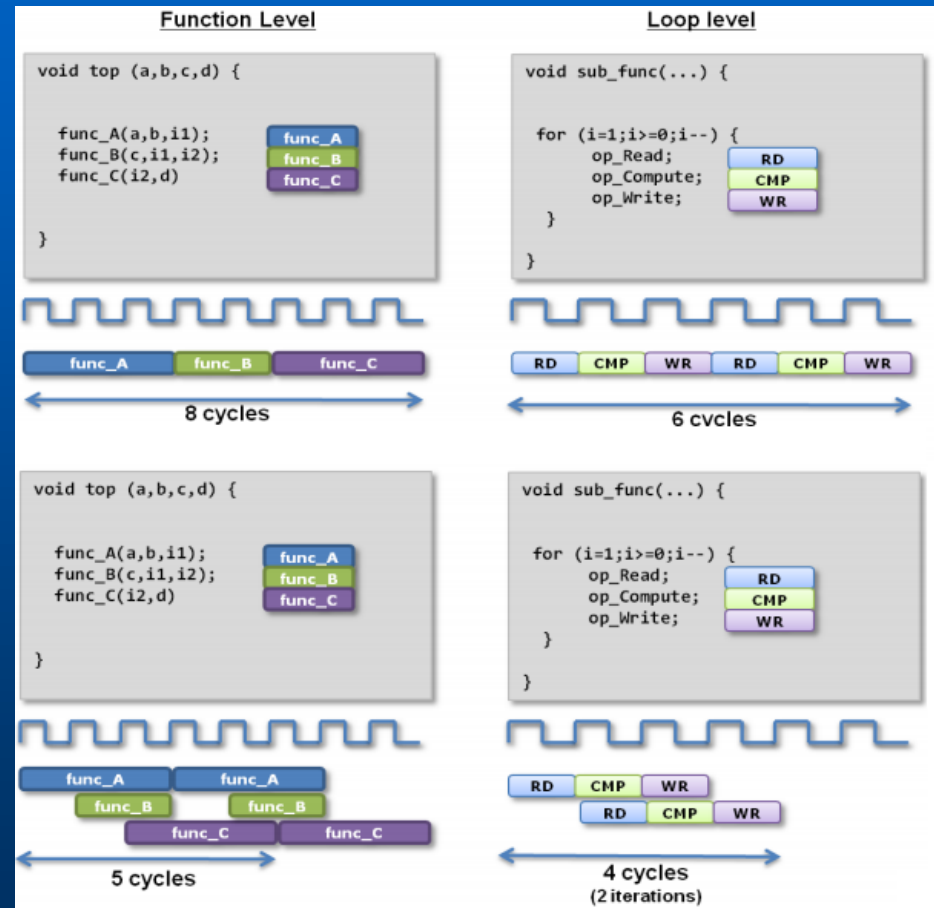 Function Level
void top (a,b,c,d) {
func_A(a,b,i1);
func_B(c,i1,i2);
func_C(i2,d)
}
func_A
func_B
func_C
func_A func_B func_C
8 cycles
Loop level
void sub_func(...) {
for (i=1;i>=0;i--) {
op_Read;
op_Compute;
op_Write;
}
}
RD
CMP
WR
RD CMP WR RD CMP WR
6 cycles
void top (a,b,c,d) {
func_A(a,b,i1);
func_B(c,i1,i2);
func_C(i2,d)
}
func_A
func_B
func_C
func_A func_A
func_B func_B
func_C func_C
5 cycles
void sub_func(...) {
for (i=1;i>=0;i--) {
op_Read;
op_Compute;
op_Write;
}
}
RD
CMP
WR
RD CMP WR
RD CMP WR
4 cycles
(2 iterations)